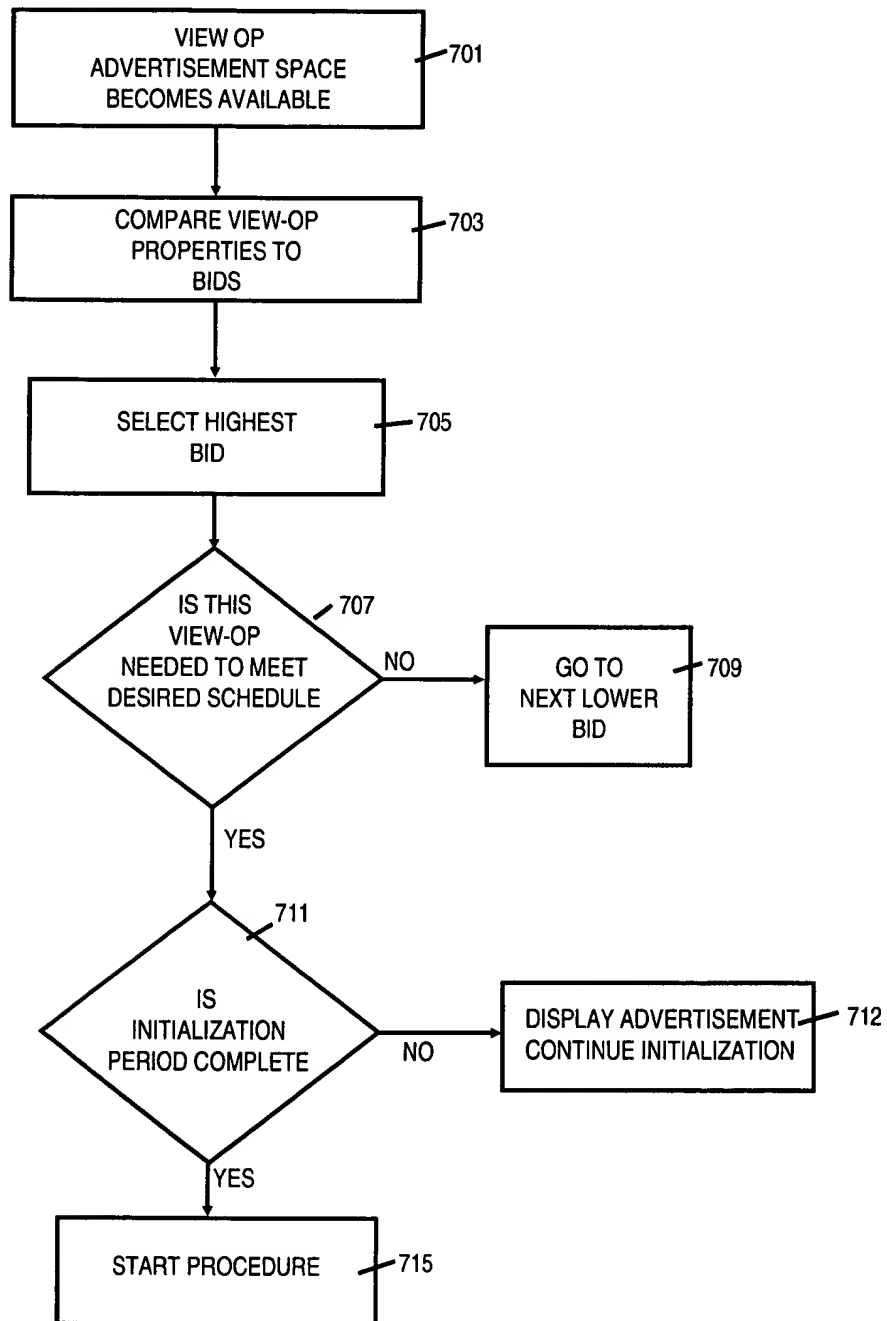 VIEW OP
ADVERTISEMENT SPACE
BECOMES AVAILABLE
701
COMPARE VIEW-OP
PROPERTIES TO
BIDS
703
SELECT HIGHEST
BID
705
IS THIS
VIEW-OP
NEEDED TO MEET
DESIRED SCHEDULE
707
NO
GO TO
NEXT LOWER
BID
709
YES
711
IS
INITIALIZATION
PERIOD COMPLETE
NO
DISPLAY ADVERTISEMENT
CONTINUE INITIALIZATION
712
YES
START PROCEDURE
715